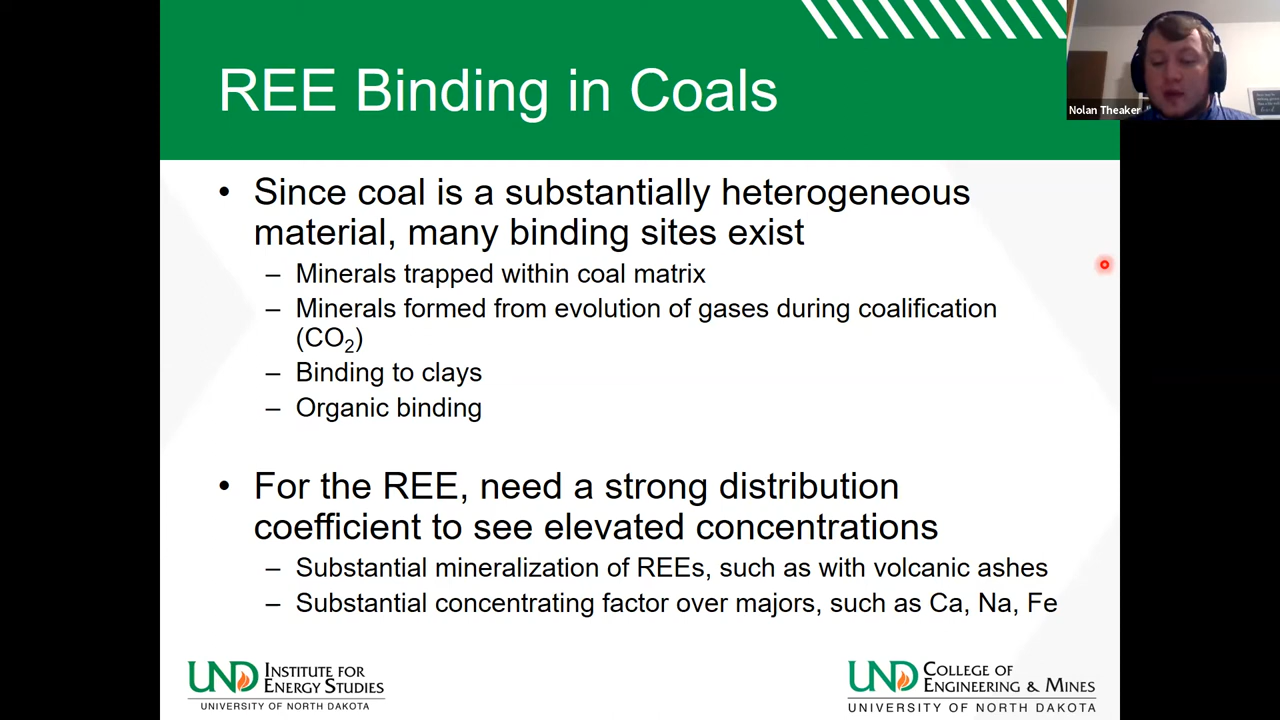 REE Binding in Coals
Nolan Theaker
• Since coal is a substantially heterogeneous
material, many binding sites exist
– Minerals trapped within coal matrix
– Minerals formed from evolution of gases during coalification
(CO₂)
– Binding to clays
– Organic binding
• For the REE, need a strong distribution
coefficient to see elevated concentrations
– Substantial mineralization of REEs, such as with volcanic ashes
– Substantial concentrating factor over majors, such as Ca, Na, Fe
UND INSTITUTE FOR
ENERGY STUDIES
UNIVERSITY OF NORTH DAKOTA
UND COLLEGE OF
ENGINEERING & MINES
UNIVERSITY OF NORTH DAKOTA